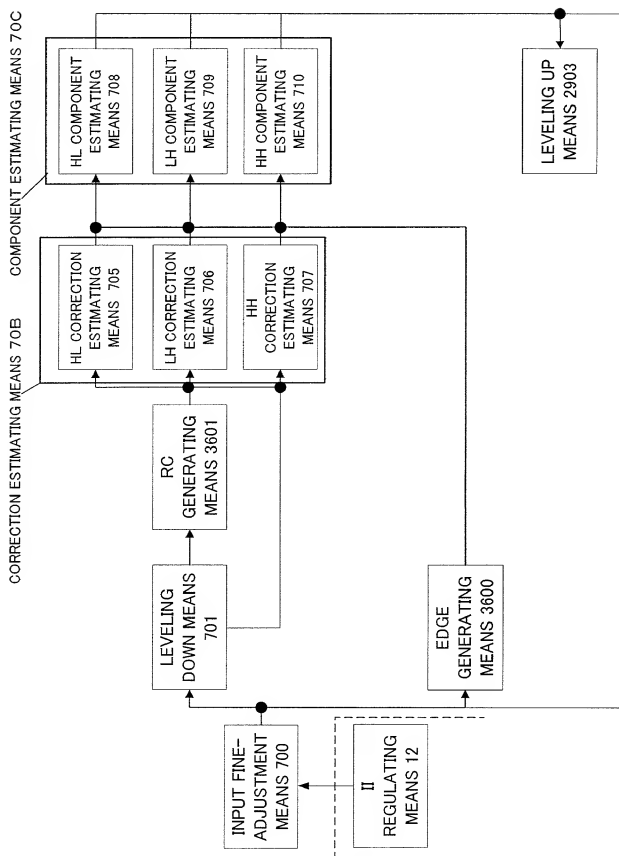 COMPONENT ESTIMATING MEANS 70C
HL COMPONENT
ESTIMATING
MEANS 708
LH COMPONENT
ESTIMATING
MEANS 709
HH COMPONENT
ESTIMATING
MEANS 710
LEVELING UP
MEANS 2903
CORRECTION ESTIMATING MEANS 70B
HL CORRECTION
ESTIMATING
MEANS 705
LH CORRECTION
ESTIMATING
MEANS 706
HH
CORRECTION
ESTIMATING
MEANS 707
RC
GENERATING
MEANS 3601
LEVELING
DOWN MEANS
701
EDGE
GENERATING
MEANS 3600
INPUT FINE-
ADJUSTMENT
MEANS 700
II
REGULATING
MEANS 12